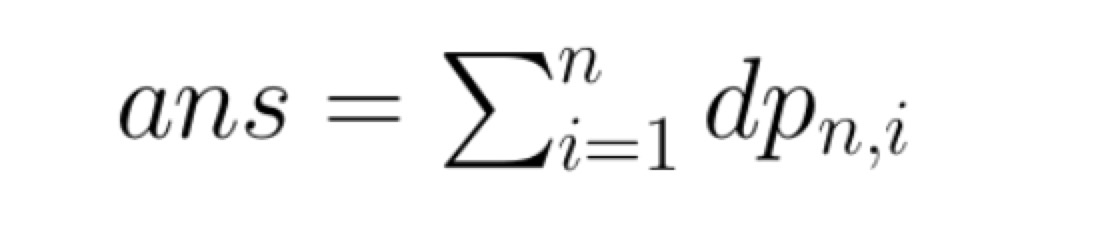 ans = \sum_{i=1}^{n} dp_{n,i}